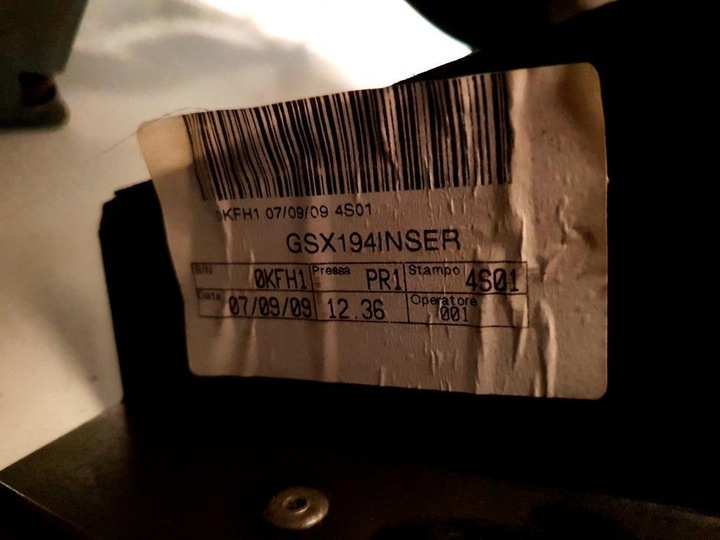 0KFH1 07/09/09 4S01
GSX194INSER
S/N 0KFH1 Pressa PR1 Stampo 4S01
Data 07/09/09 12.36 Operatore 001